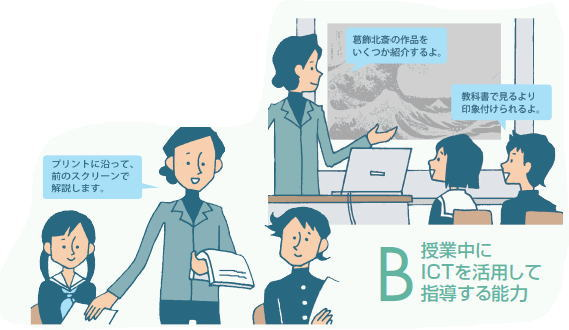 葛飾北斎の作品を
いくつか紹介するよ。
教科書で見るより
印象付けられるよ。
プリントに沿って、
前のスクリーンで
解説します。
B
授業中に
ICTを活用して
指導する能力